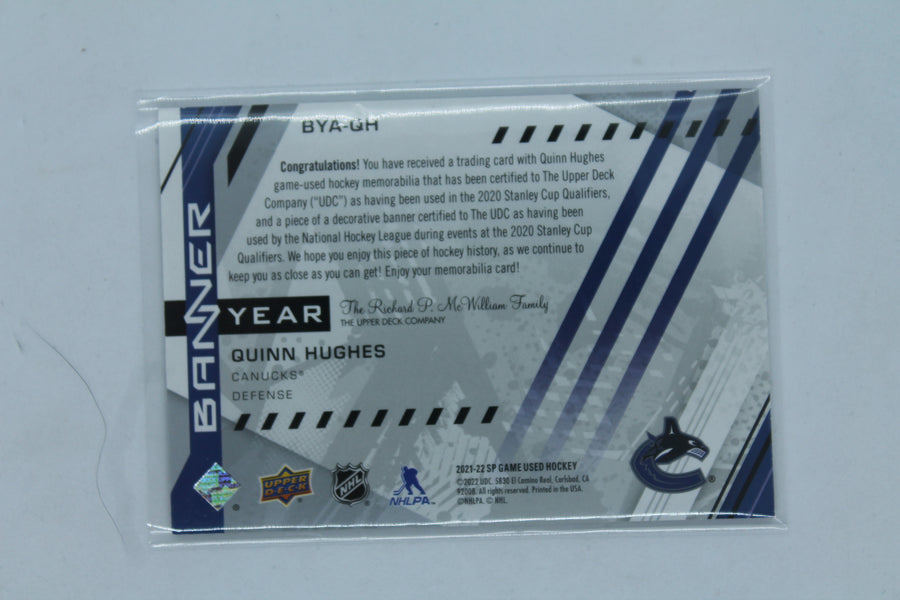 BYA-QH
Congratulations! You have received a trading card with Quinn Hughes
game-used hockey memorabilia that has been certified to The Upper Deck
Company ("UDC") as having been used in the 2020 Stanley Cup Qualifiers,
and a piece of a decorative banner certified to The UDC as having been
used by the National Hockey League during events at the 2020 Stanley Cup
Qualifiers. We hope you enjoy this piece of hockey history, as we continue to
keep you as close as you can get! Enjoy your memorabilia card!
BANNER
YEAR
The Richard P. McWilliam Family
THE UPPER DECK COMPANY
QUINN HUGHES
CANUCKS®
DEFENSE
UPPER
DECK
NHL
NHLPA
2021-22 SP GAME USED HOCKEY
©2022 UDC. 5830 El Camino Real, Carlsbad, CA
92008. All rights reserved. Printed in the USA.
©NHLPA. © NHL.